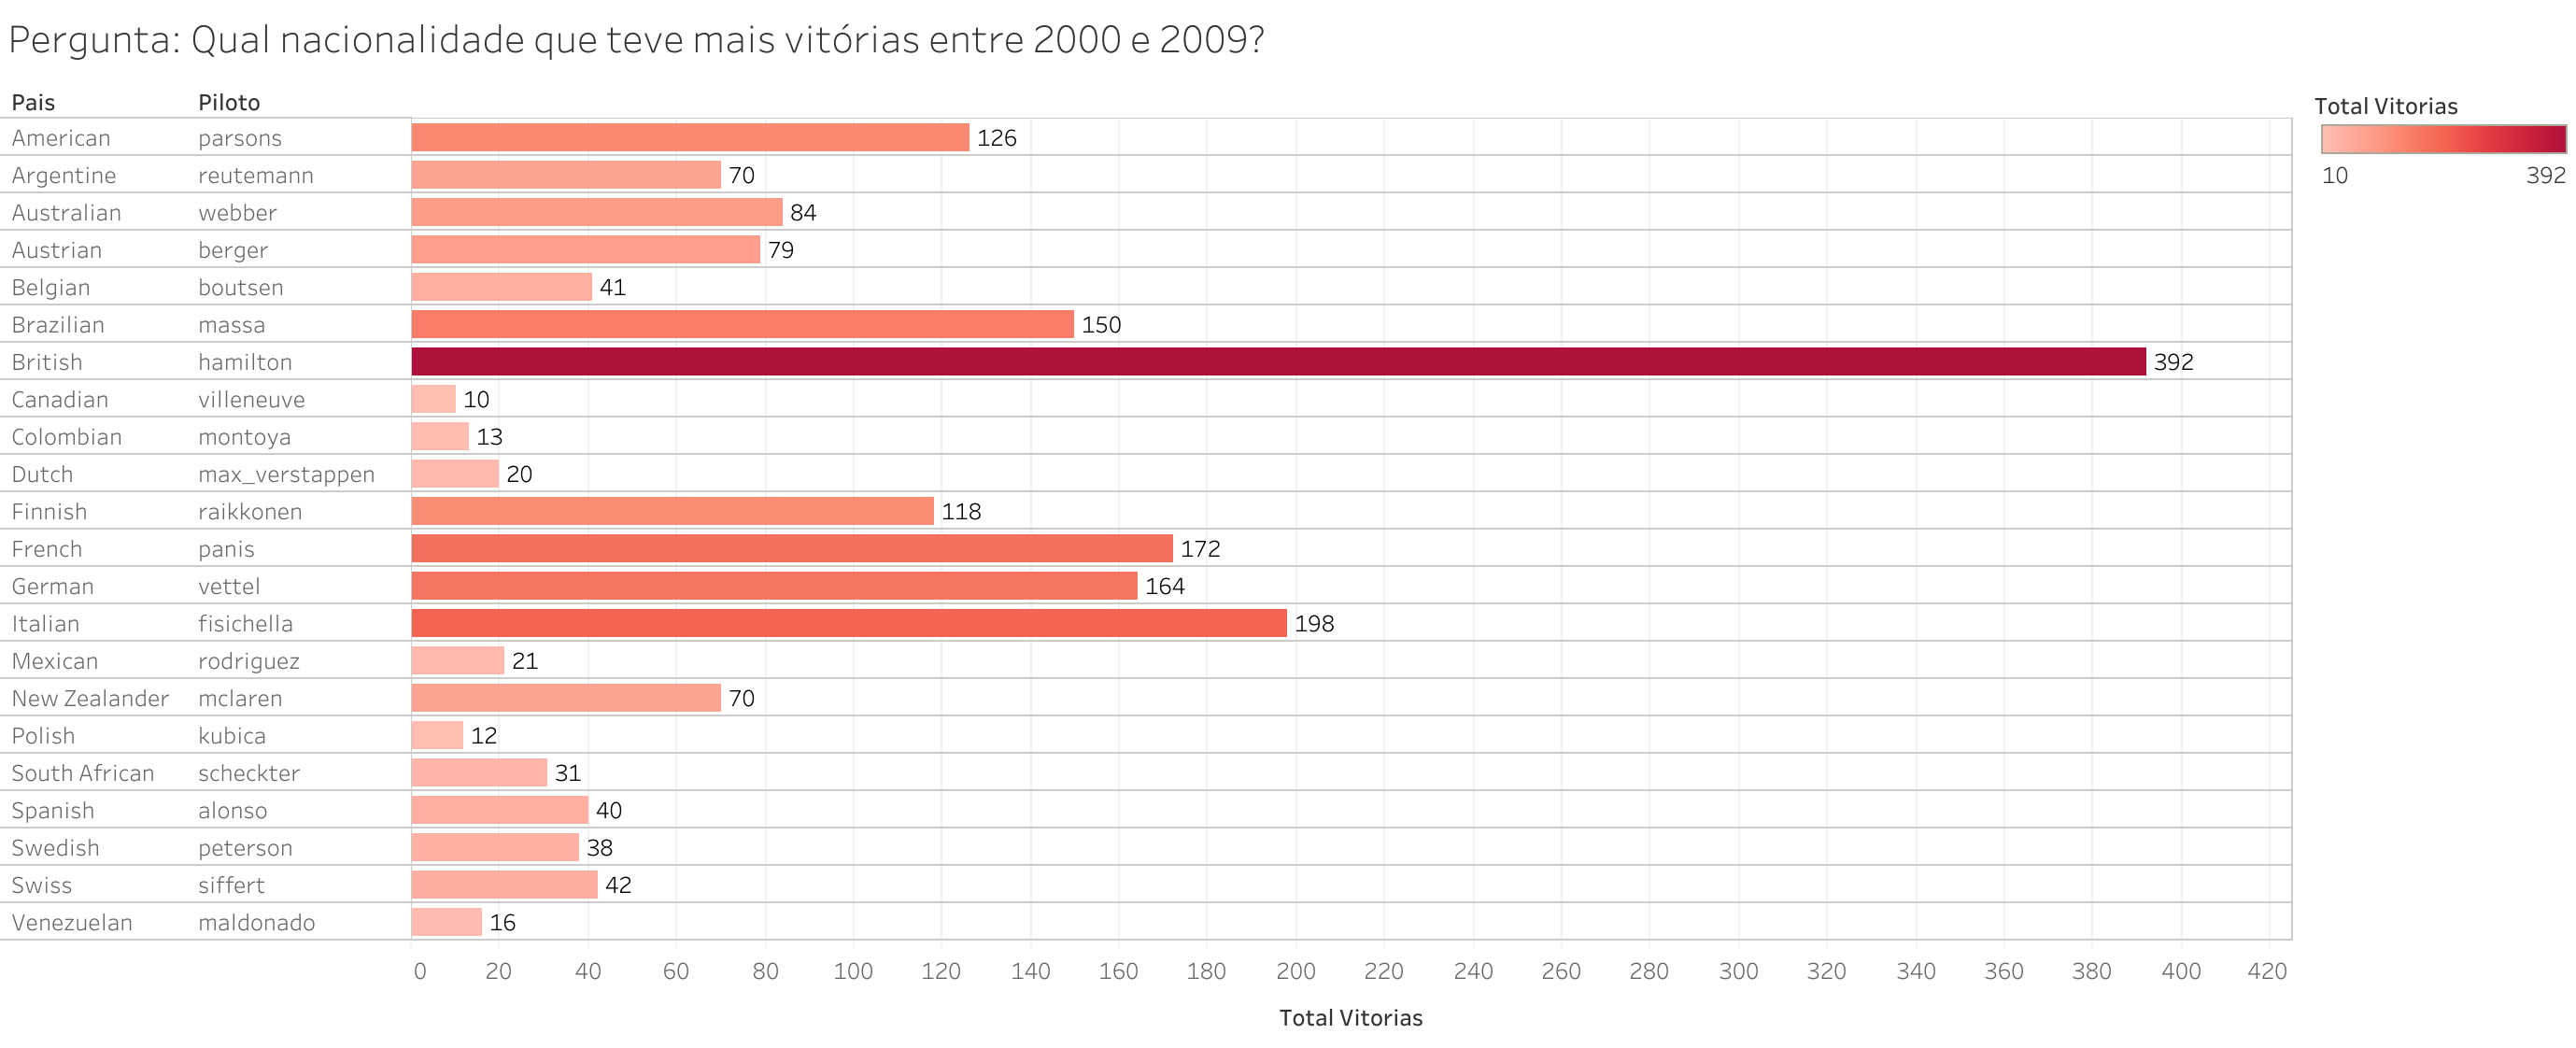 Pergunta: Qual nacionalidade que teve mais vitórias entre 2000 e 2009?
Pais Piloto
American parsons 126
Argentine reutemann 70
Australian webber 84
Austrian berger 79
Belgian boutsen 41
Brazilian massa 150
British hamilton 392
Canadian villeneuve 10
Colombian montoya 13
Dutch max_verstappen 20
Finnish raikkonen 118
French panis 172
German vettel 164
Italian fisichella 198
Mexican rodriguez 21
New Zealander mclaren 70
Polish kubica 12
South African scheckter 31
Spanish alonso 40
Swedish peterson 38
Swiss siffert 42
Venezuelan maldonado 16
0 20 40 60 80 100 120 140 160 180 200 220 240 260 280 300 320 340 360 380 400 420
Total Vitorias
Total Vitorias
10 392